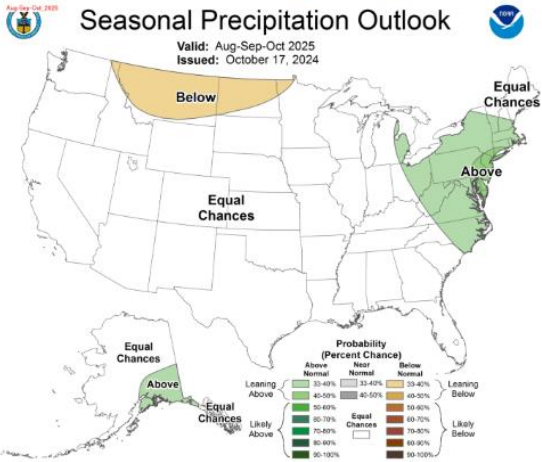 Aug-Sep-Oct, 2025
Seasonal Precipitation Outlook
noaa
Valid: Aug-Sep-Oct 2025
Issued: October 17, 2024
Equal
Chances
Below
Above
Equal
Chances
Equal
Chances
Above
Equal
Chances
Probability
(Percent Chance)
Above
Normal
Near
Normal
Below
Normal
Leaning
Above
33-40% 33-40% 33-40%
Leaning
Below
40-50% 40-50% 40-50%
Likely
Above
50-60% 50-60%
60-70% Equal
Chances 60-70%
70-80% 70-80%
80-90% 80-90%
90-100% 90-100%
Likely
Below